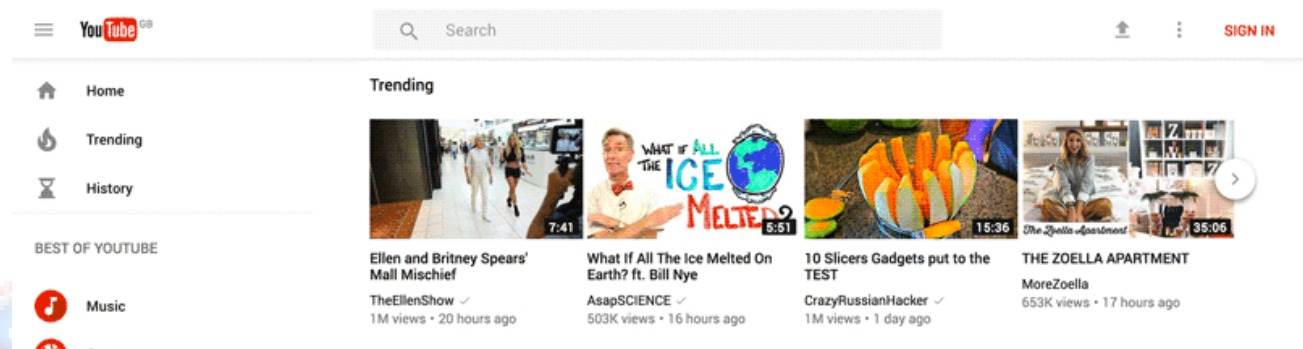 YouTube GB
Search
SIGN IN
Home
Trending
History
BEST OF YOUTUBE
Music
Trending
7:41
Ellen and Britney Spears'
Mall Mischief
TheEllenShow
1M views • 20 hours ago
WHAT IF ALL
THE ICE
MELTED?
5:51
What If All The Ice Melted On
Earth? ft. Bill Nye
AsapSCIENCE
503K views • 16 hours ago
15:36
10 Slicers Gadgets put to the
TEST
CrazyRussianHacker
1M views • 1 day ago
The Zoella Apartment
35:06
THE ZOELLA APARTMENT
MoreZoella
653K views • 17 hours ago